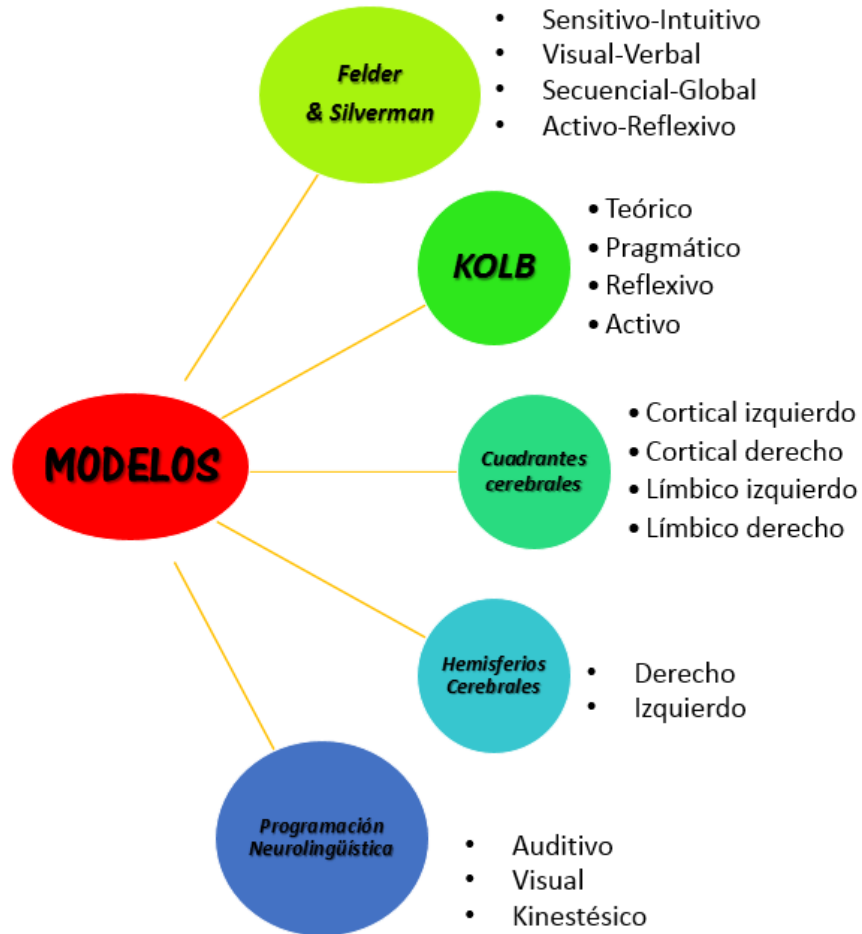 Felder
& Silverman
• Sensitivo-Intuitivo
• Visual-Verbal
• Secuencial-Global
• Activo-Reflexivo
KOLB
• Teórico
• Pragmático
• Reflexivo
• Activo
MODELOS
Cuadrantes
cerebrales
• Cortical izquierdo
• Cortical derecho
• Límbico izquierdo
• Límbico derecho
Hemisferios
Cerebrales
• Derecho
• Izquierdo
Programación
Neurolingüística
• Auditivo
• Visual
• Kinestésico